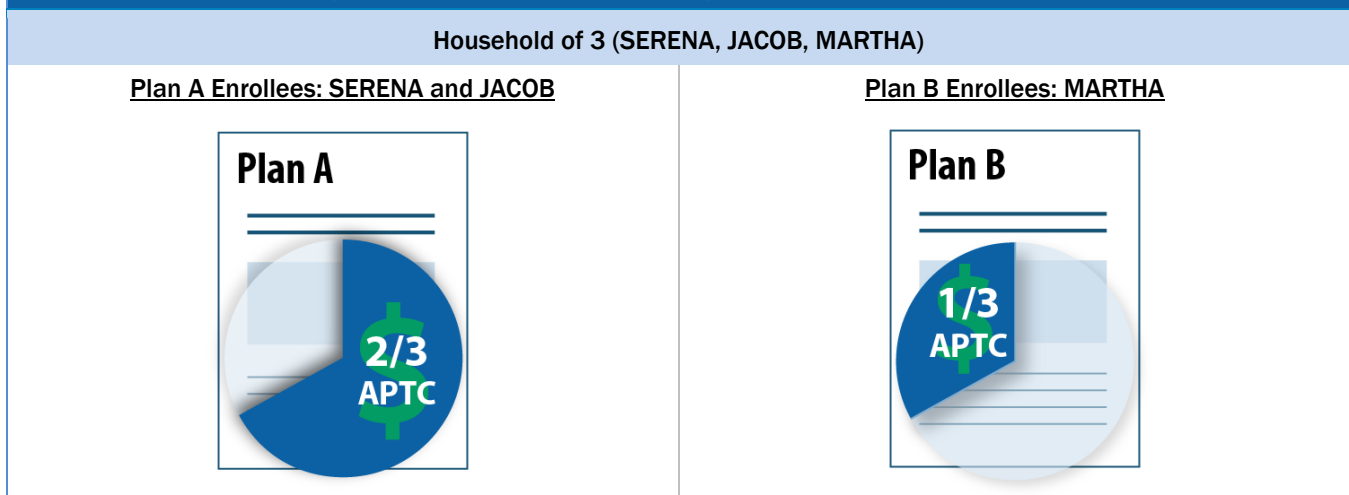 Household of 3 (SERENA, JACOB, MARTHA)
Plan A Enrollees: SERENA and JACOB
Plan A
$
2/3
APTC
Plan B Enrollees: MARTHA
Plan B
$
1/3
APTC